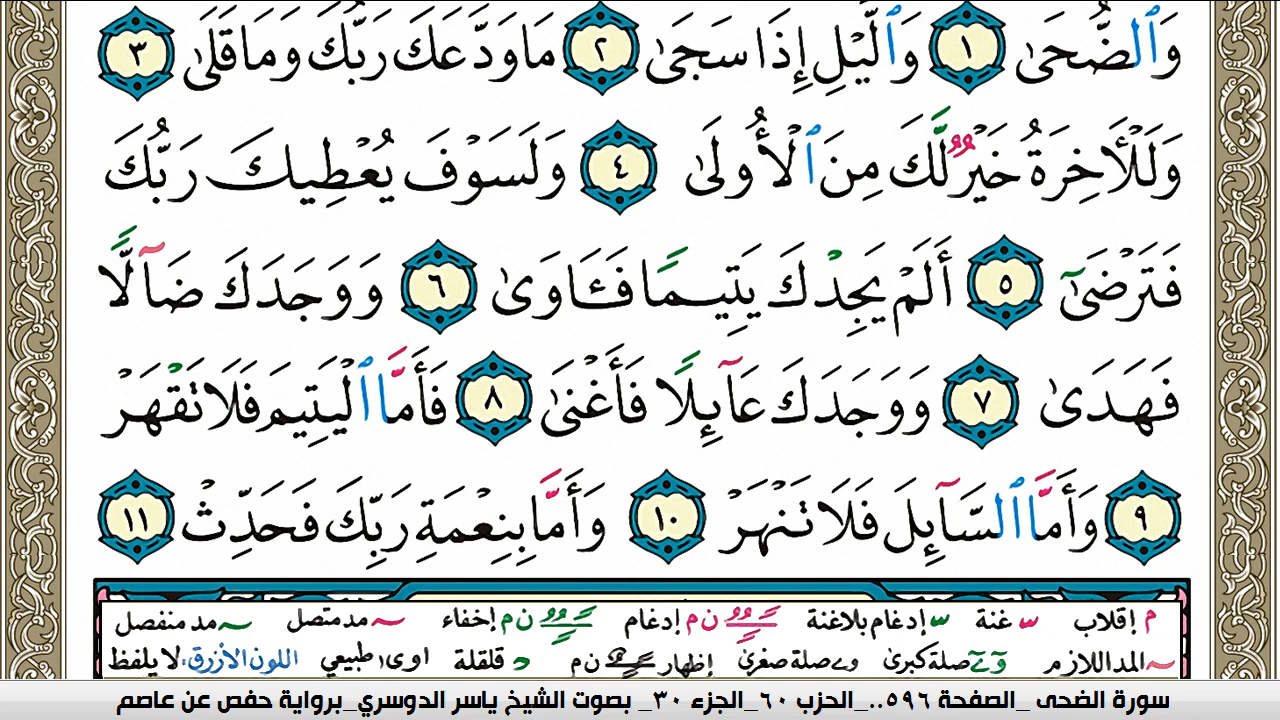 وَٱلضُّحَىٰ ١ وَٱلَّيْلِ إِذَا سَجَىٰ ٢ مَا وَدَّعَكَ رَبُّكَ وَمَا قَلَىٰ ٣
وَلَلْأَخِرَةُ خَيْرٌ لَّكَ مِنَ ٱلْأُولَىٰ ٤ وَلَسَوْفَ يُعْطِيكَ رَبُّكَ
فَتَرْضَىٰٓ ٥ أَلَمْ يَجِدْكَ يَتِيمًا فَـَٔاوَىٰ ٦ وَوَجَدَكَ ضَآلًّا
فَهَدَىٰ ٧ وَوَجَدَكَ عَآئِلًا فَأَغْنَىٰ ٨ فَأَمَّا ٱلْيَتِيمَ فَلَا تَقْهَرْ
٩ وَأَمَّا ٱلسَّآئِلَ فَلَا تَنْهَرْ ١٠ وَأَمَّا بِنِعْمَةِ رَبِّكَ فَحَدِّثْ ١١
م إقلاب س غنة س إدغام بلاغنة ن م إدغام ن م إخفاء مد متصل مد منفصل
المد اللازم صلة كبرى وے صلة صغرى إظهار ن م د قلقلة اوى١ طبيعي اللون الأزرق: لا يلفظ
سورة الضحى _الصفحة ٥٩٦.._الحزب ٦٠_الجزء ٣٠_ بصوت الشيخ ياسر الدوسري_برواية حفص عن عاصم